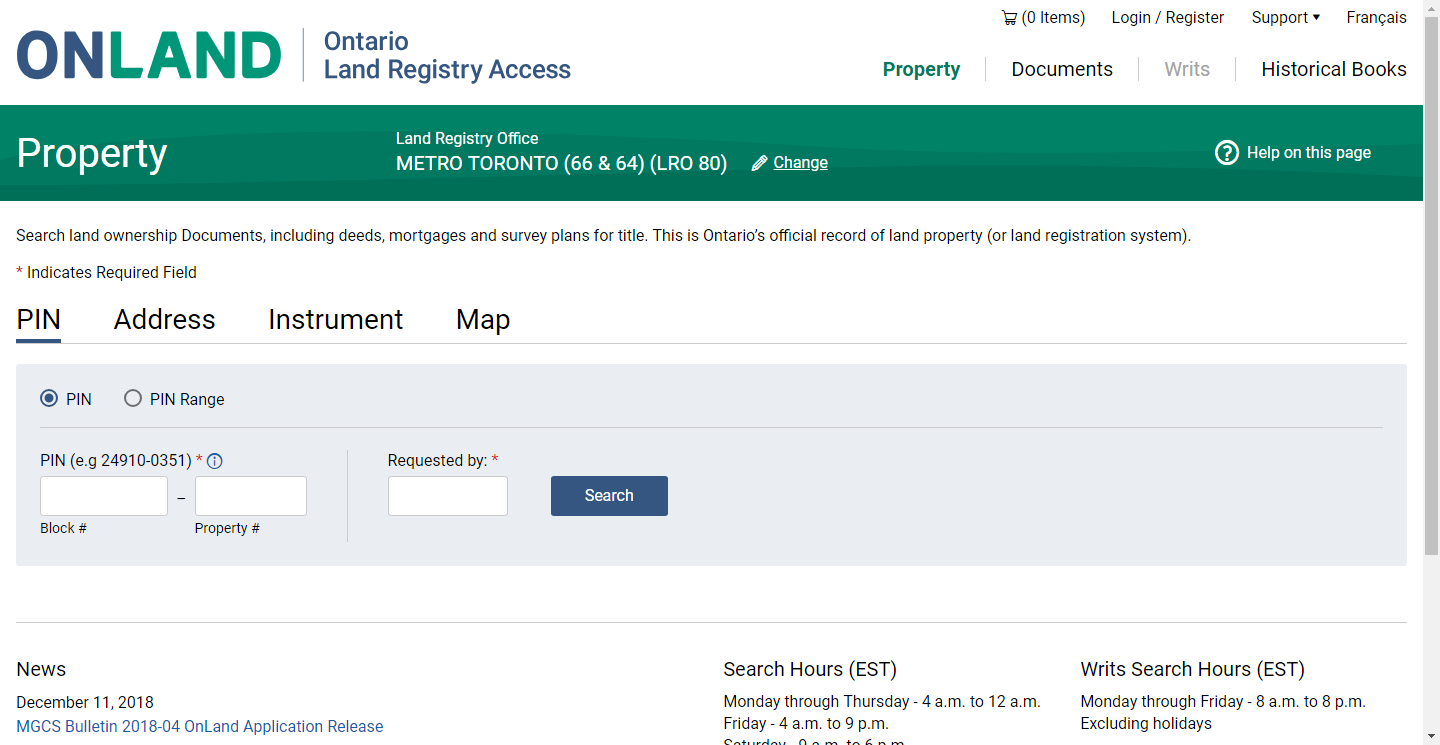 (0 Items) Login / Register Support ▾ Français
ONLAND Ontario
Land Registry Access
Property Documents Writs Historical Books
Property
Land Registry Office
METRO TORONTO (66 & 64) (LRO 80) Change
Help on this page
Search land ownership Documents, including deeds, mortgages and survey plans for title. This is Ontario’s official record of land property (or land registration system).
* Indicates Required Field
PIN Address Instrument Map
PIN PIN Range
PIN (e.g 24910-0351) * Requested by: *
– Search
Block # Property #
News
December 11, 2018
MGCS Bulletin 2018-04 OnLand Application Release
Search Hours (EST)
Monday through Thursday - 4 a.m. to 12 a.m.
Friday - 4 a.m. to 9 p.m.
Saturday - 9 a.m. to 6 p.m.
Writs Search Hours (EST)
Monday through Friday - 8 a.m. to 8 p.m.
Excluding holidays